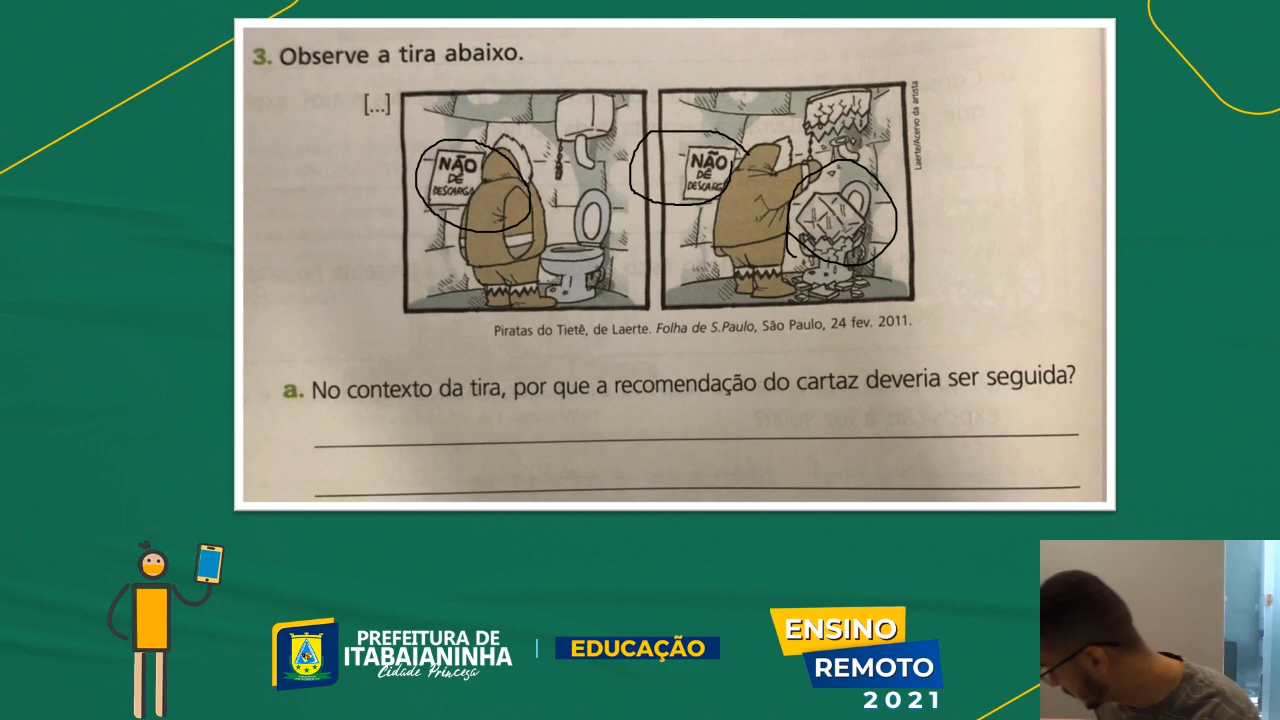 3. Observe a tira abaixo.
[...]
NÃO
DÊ
DESCARGA
NÃO
DÊ
DESCARGA
Laerte/Acervo da artista
Piratas do Tietê, de Laerte. Folha de S.Paulo, São Paulo, 24 fev. 2011.
a. No contexto da tira, por que a recomendação do cartaz deveria ser seguida?
PREFEITURA DE
ITABAIANINHA
Cidade Princesa
EDUCAÇÃO
ENSINO
REMOTO
2021